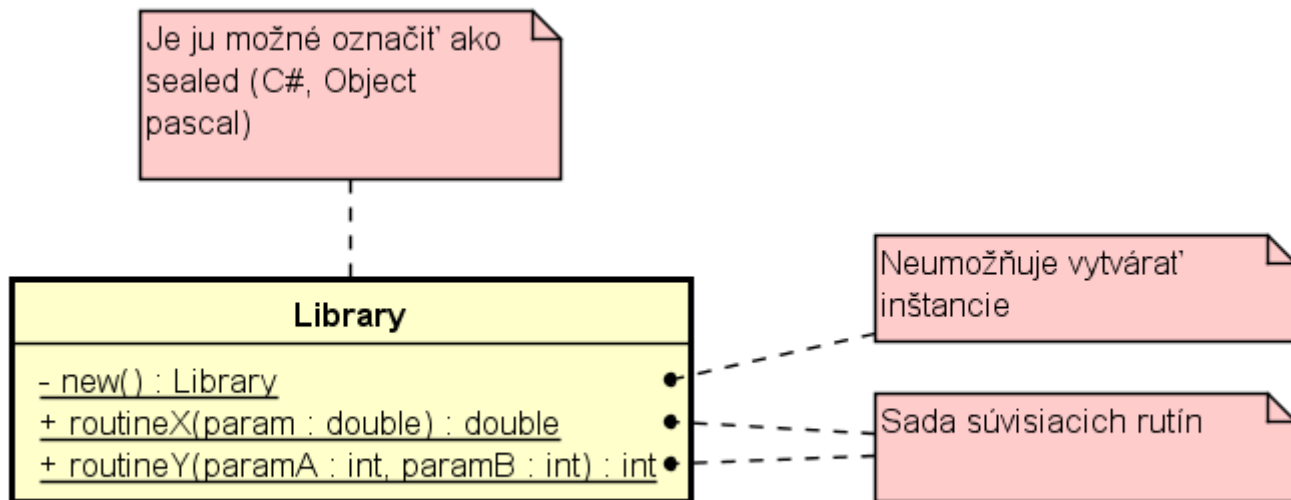 Je ju možné označiť ako
sealed (C#, Object
pascal)
Neumožňuje vytvárať
inštancie
Library
- new() : Library
+ routineX(param : double) : double
+ routineY(paramA : int, paramB : int) : int
Sada súvisiacich rutín